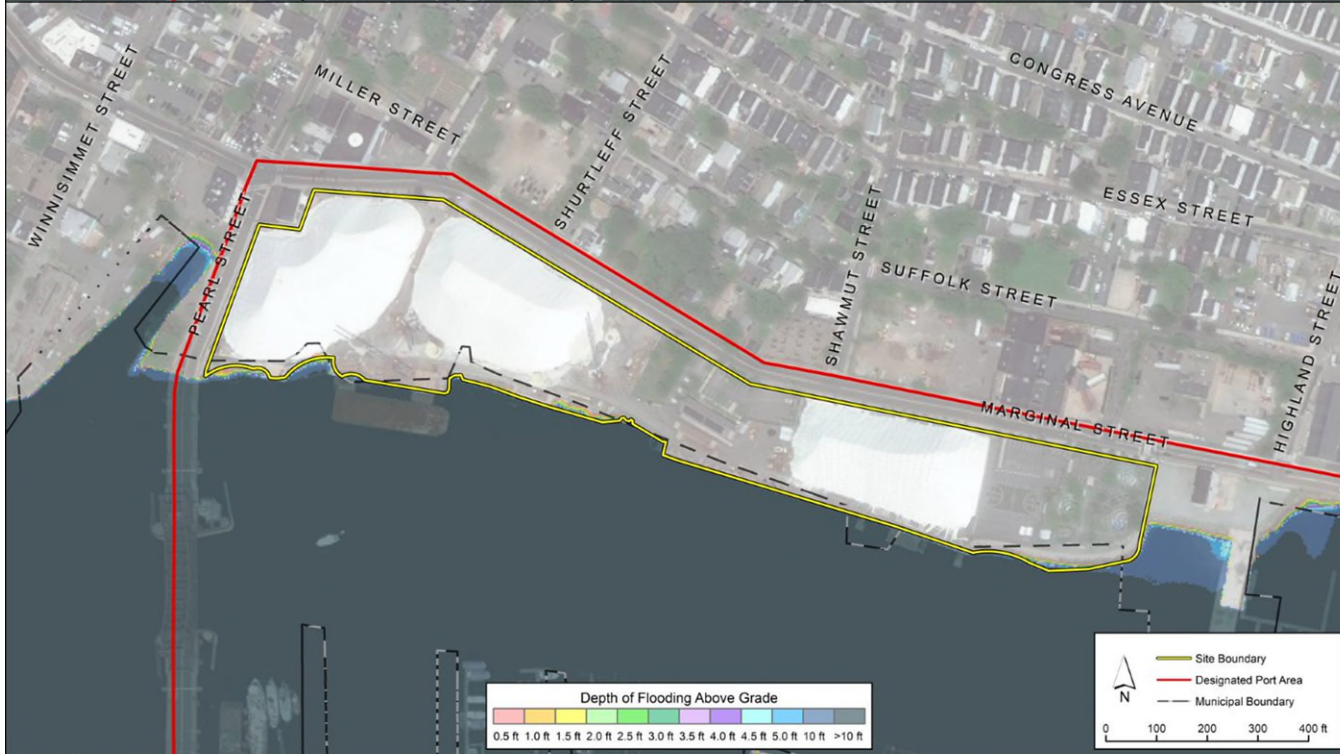 WINNISIMMET STREET
MILLER STREET
SHURTLEFF STREET
CONGRESS AVENUE
ESSEX STREET
PEARL STREET
SHAWMUT STREET
SUFFOLK STREET
HIGHLAND STREET
MARGINAL STREET
Depth of Flooding Above Grade
0.5 ft 1.0 ft 1.5 ft 2.0 ft 2.5 ft 3.0 ft 3.5 ft 4.0 ft 4.5 ft 5.0 ft 10 ft >10 ft
N
Site Boundary
Designated Port Area
Municipal Boundary
0 100 200 300 400 ft